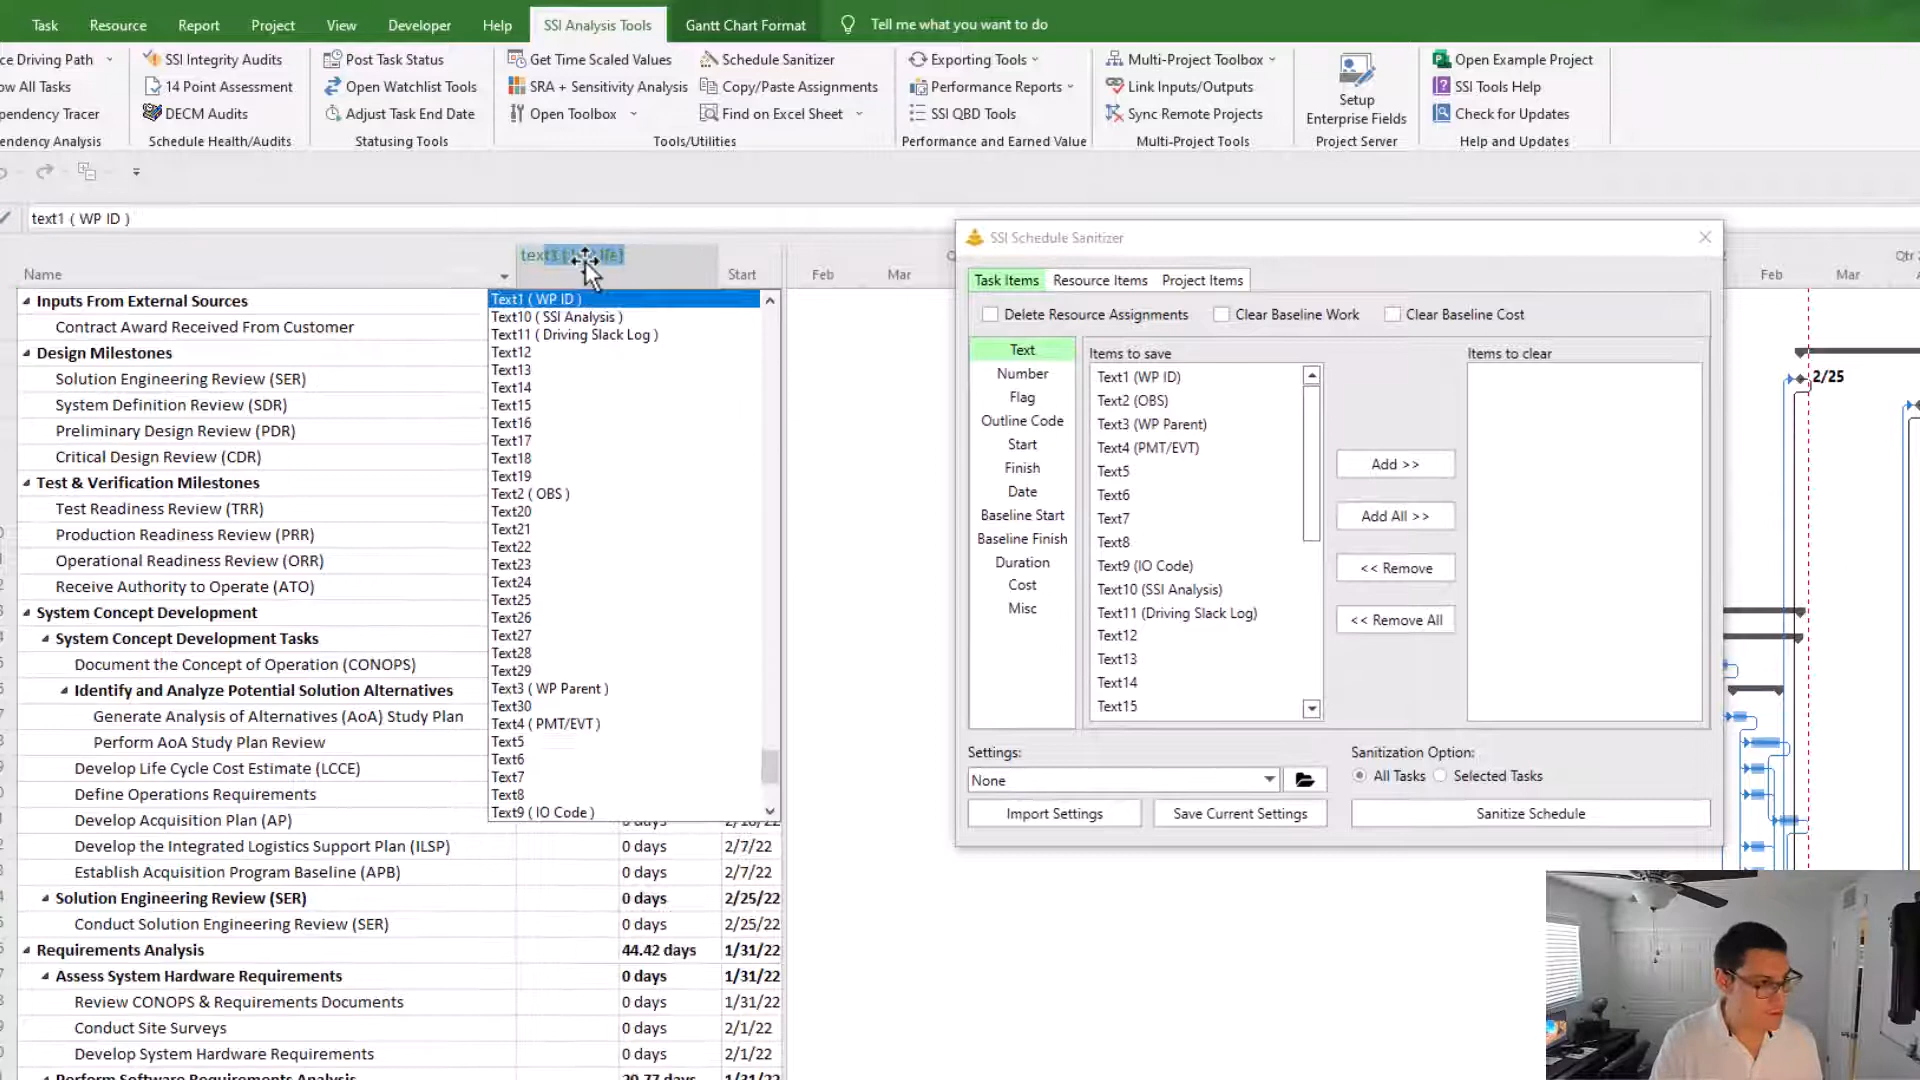 Task Resource Report Project View Developer Help SSI Analysis Tools Gantt Chart Format Tell me what you want to do
ce Driving Path SSI Integrity Audits Post Task Status Get Time Scaled Values Schedule Sanitizer Exporting Tools Multi-Project Toolbox Open Example Project
ow All Tasks 14 Point Assessment Open Watchlist Tools SRA + Sensitivity Analysis Copy/Paste Assignments Performance Reports Link Inputs/Outputs Setup Enterprise Fields SSI Tools Help
pendency Tracer DECM Audits Adjust Task End Date Open Toolbox Find on Excel Sheet SSI QBD Tools Sync Remote Projects Check for Updates
ndency Analysis Schedule Health/Audits Statusing Tools Tools/Utilities Performance and Earned Value Multi-Project Tools Project Server Help and Updates
text1 ( WP ID )
Name Start Feb Mar
Inputs From External Sources
Contract Award Received From Customer
Design Milestones
Solution Engineering Review (SER)
System Definition Review (SDR)
Preliminary Design Review (PDR)
Critical Design Review (CDR)
Test & Verification Milestones
Test Readiness Review (TRR)
Production Readiness Review (PRR)
Operational Readiness Review (ORR)
Receive Authority to Operate (ATO)
System Concept Development
System Concept Development Tasks
Document the Concept of Operation (CONOPS)
Identify and Analyze Potential Solution Alternatives
Generate Analysis of Alternatives (AoA) Study Plan
Perform AoA Study Plan Review
Develop Life Cycle Cost Estimate (LCCE)
Define Operations Requirements
Develop Acquisition Plan (AP)
Develop the Integrated Logistics Support Plan (ILSP) 0 days 2/7/22
Establish Acquisition Program Baseline (APB) 0 days 2/7/22
Solution Engineering Review (SER) 0 days 2/25/22
Conduct Solution Engineering Review (SER) 0 days 2/25/22
Requirements Analysis 44.42 days 1/31/22
Assess System Hardware Requirements 0 days 1/31/22
Review CONOPS & Requirements Documents 0 days 1/31/22
Conduct Site Surveys 0 days 2/1/22
Develop System Hardware Requirements 0 days 2/1/22
Perform Software Requirements Analysis 20.77 days 1/31/22
Text1 ( WP ID )
Text10 ( SSI Analysis )
Text11 ( Driving Slack Log )
Text12
Text13
Text14
Text15
Text16
Text17
Text18
Text19
Text2 ( OBS )
Text20
Text21
Text22
Text23
Text24
Text25
Text26
Text27
Text28
Text29
Text3 ( WP Parent )
Text30
Text4 ( PMT/EVT )
Text5
Text6
Text7
Text8
Text9 ( IO Code )
SSI Schedule Sanitizer
Task Items Resource Items Project Items
Delete Resource Assignments Clear Baseline Work Clear Baseline Cost
Text
Number
Flag
Outline Code
Start
Finish
Date
Baseline Start
Baseline Finish
Duration
Cost
Misc
Items to save
Text1 (WP ID)
Text2 (OBS)
Text3 (WP Parent)
Text4 (PMT/EVT)
Text5
Text6
Text7
Text8
Text9 (IO Code)
Text10 (SSI Analysis)
Text11 (Driving Slack Log)
Text12
Text13
Text14
Text15
Add >>
Add All >>
<< Remove
<< Remove All
Items to clear
Settings:
None
Import Settings Save Current Settings
Sanitization Option:
All Tasks Selected Tasks
Sanitize Schedule
Qtr
Feb Mar
2/25